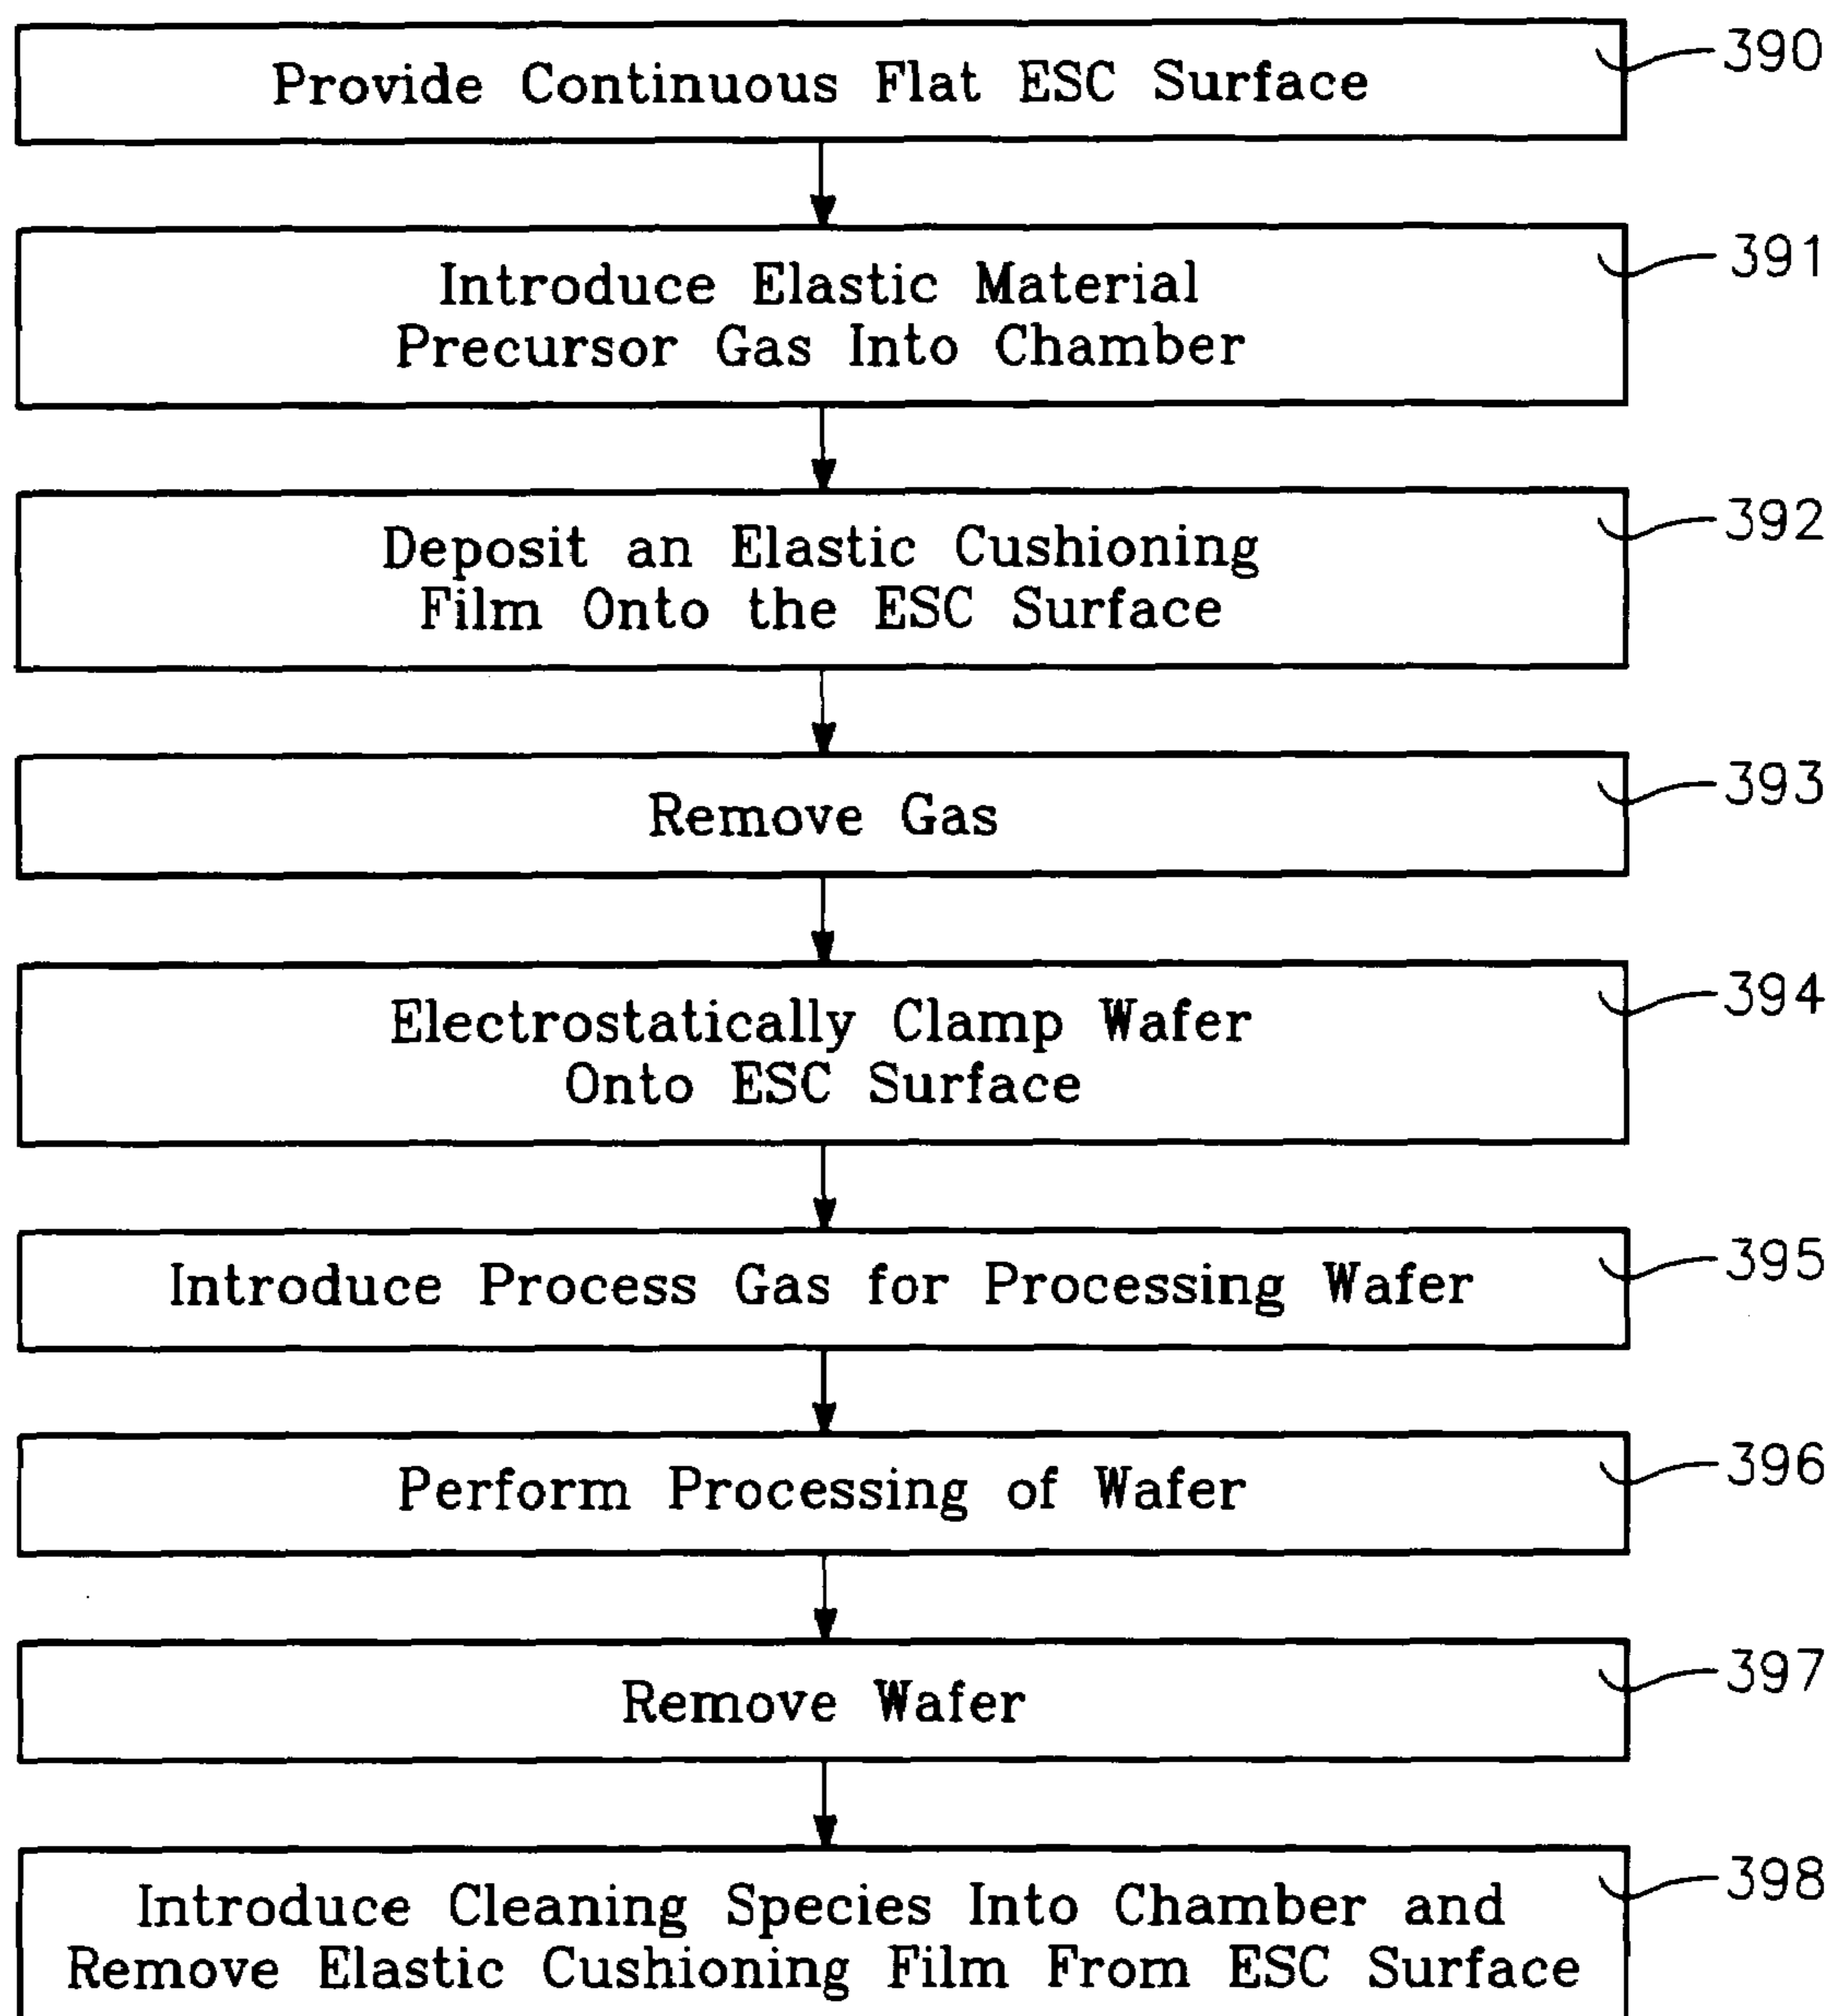 Provide Continuous Flat ESC Surface
390
Introduce Elastic Material
Precursor Gas Into Chamber
391
Deposit an Elastic Cushioning
Film Onto the ESC Surface
392
Remove Gas
393
Electrostatically Clamp Wafer
Onto ESC Surface
394
Introduce Process Gas for Processing Wafer
395
Perform Processing of Wafer
396
Remove Wafer
397
Introduce Cleaning Species Into Chamber and
Remove Elastic Cushioning Film From ESC Surface
398